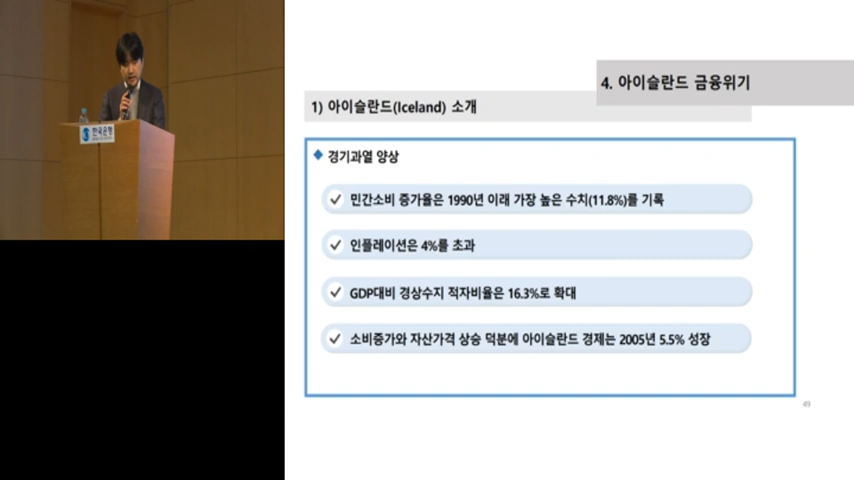 4. 아이슬란드 금융위기
1) 아이슬란드(Iceland) 소개
경기과열 양상
민간소비 증가율은 1990년 이래 가장 높은 수치(11.8%)를 기록
인플레이션은 4%를 초과
GDP대비 경상수지 적자비율은 16.3%로 확대
소비증가와 자산가격 상승 덕분에 아이슬란드 경제는 2005년 5.5% 성장
49
한국은행